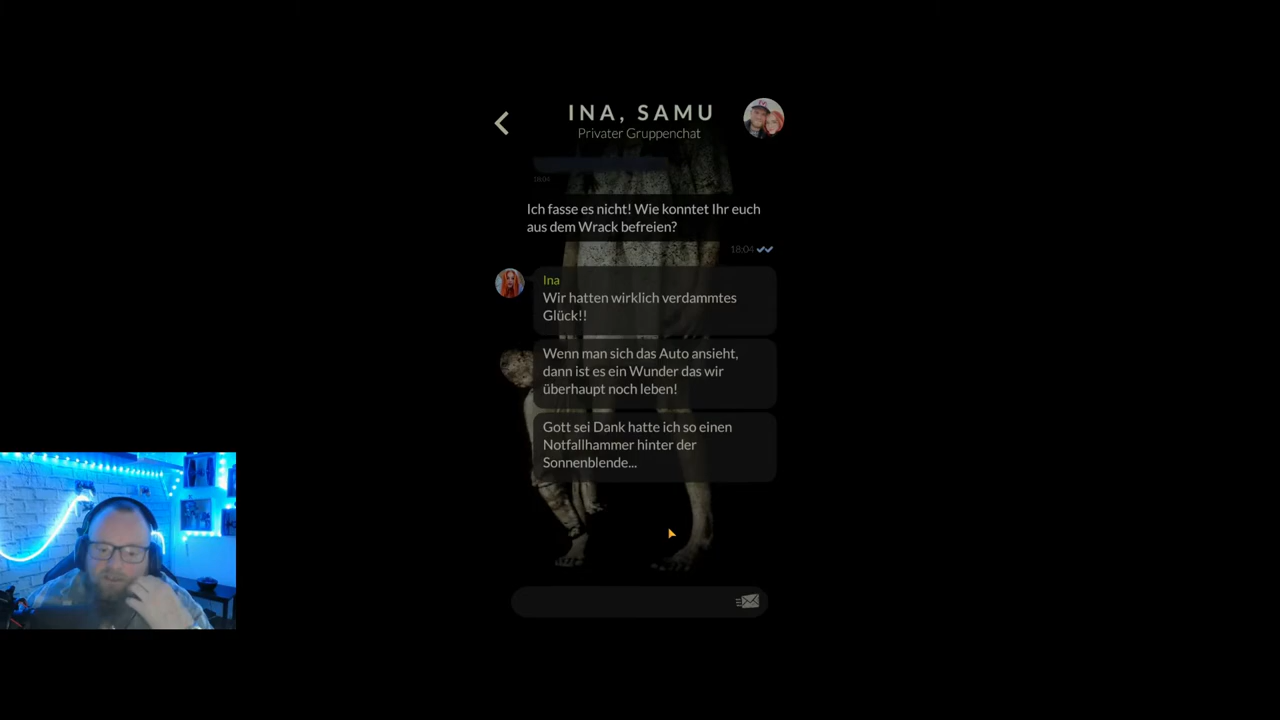 INA, SAMU
Privater Gruppenchat
18:04
Ich fasse es nicht! Wie konntet Ihr euch
aus dem Wrack befreien?
18:04
Ina
Wir hatten wirklich verdammtes
Glück!!
Wenn man sich das Auto ansieht,
dann ist es ein Wunder das wir
überhaupt noch leben!
Gott sei Dank hatte ich so einen
Notfallhammer hinter der
Sonnenblende...